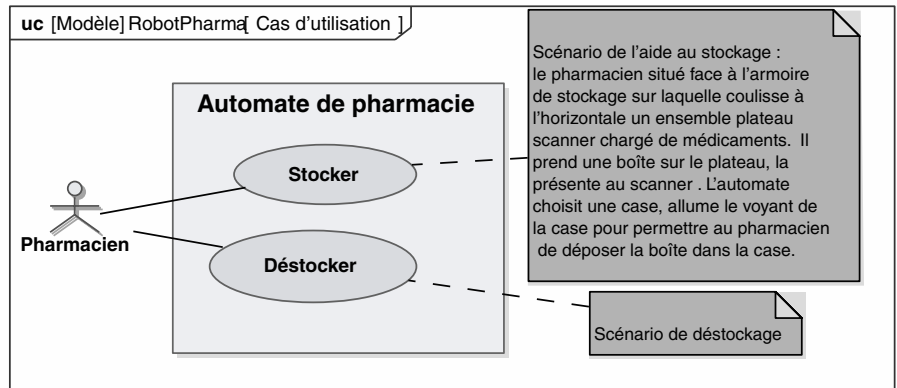 uc [Modèle] RobotPharma[ Cas d'utilisation ]
Automate de pharmacie
Stocker
Déstocker
Pharmacien
Scénario de l'aide au stockage :
le pharmacien situé face à l'armoire
de stockage sur laquelle coulisse à
l'horizontale un ensemble plateau
scanner chargé de médicaments. Il
prend une boîte sur le plateau, la
présente au scanner . L'automate
choisit une case, allume le voyant de
la case pour permettre au pharmacien
de déposer la boîte dans la case.
Scénario de déstockage